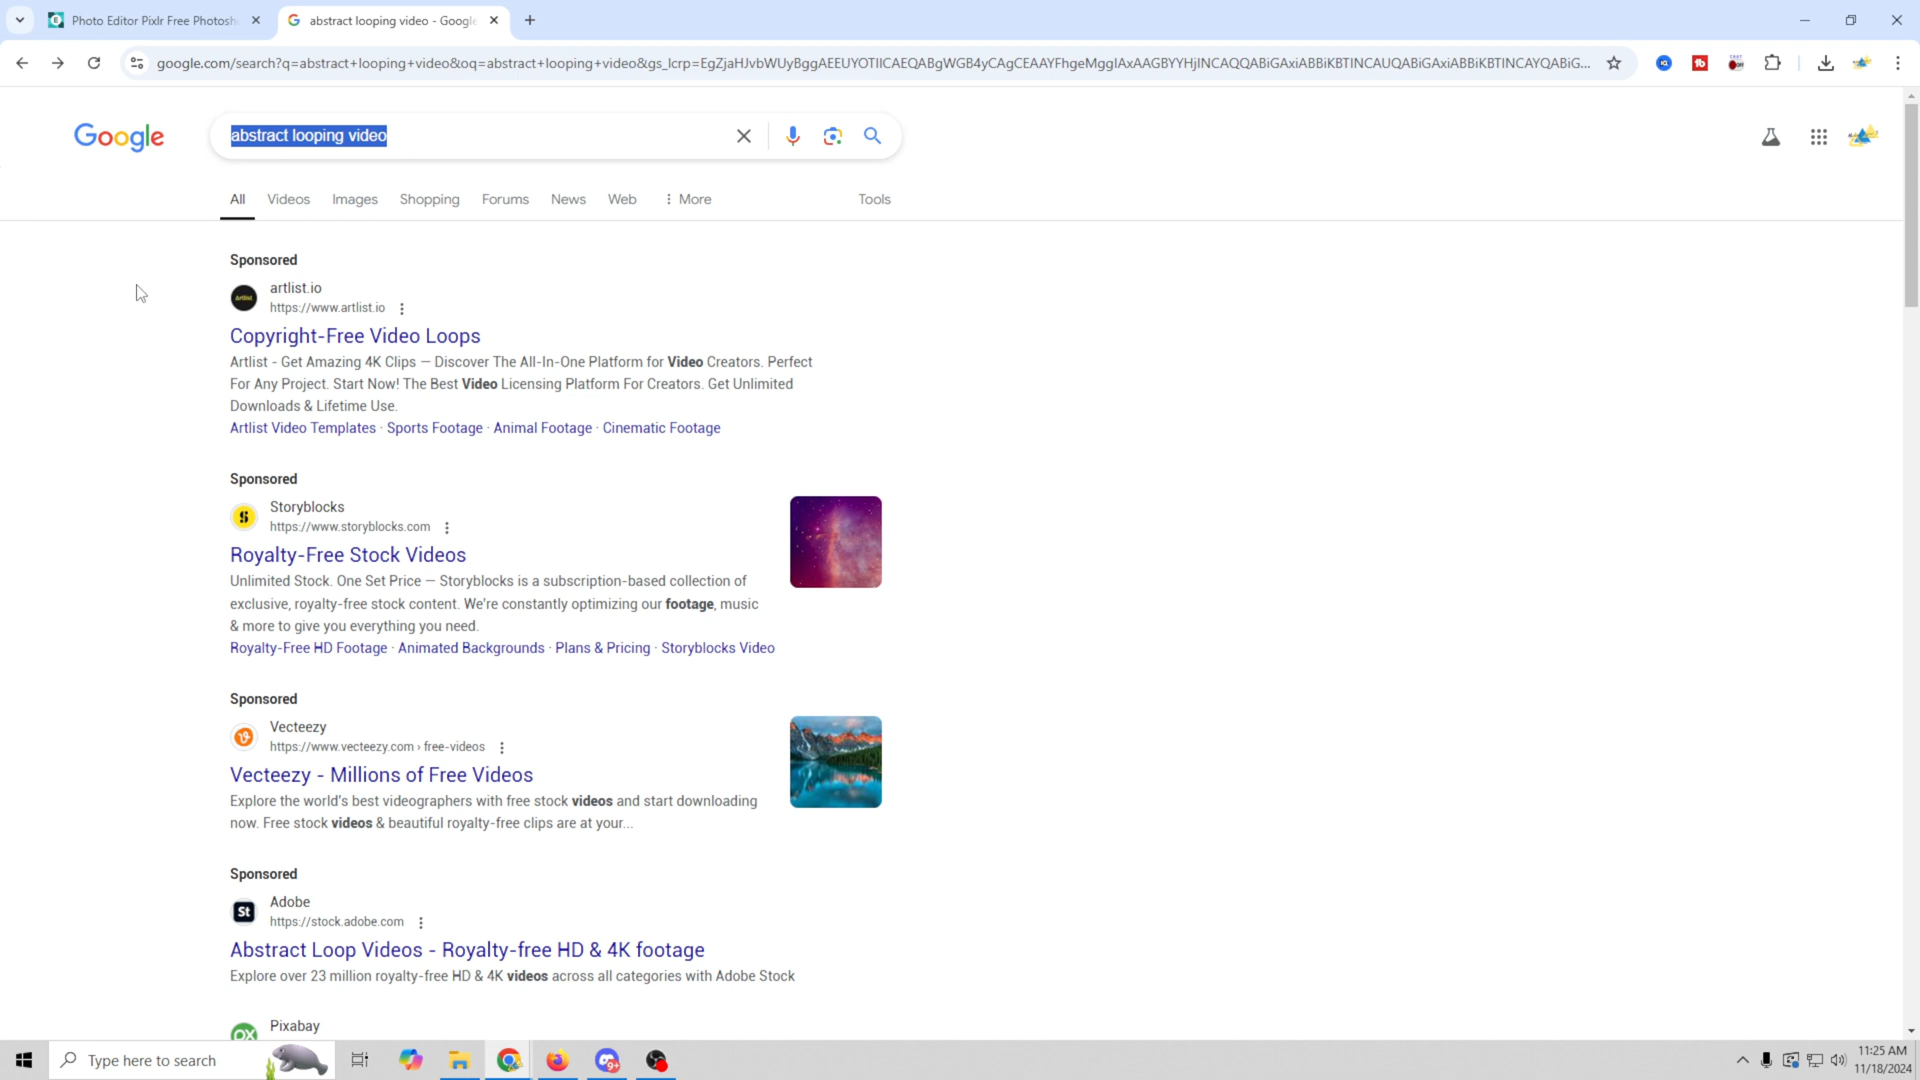 Photo Editor Pixlr Free Photosh
abstract looping video - Google
google.com/search?q=abstract+looping+video&oq=abstract+looping+video&gs_lcrp=EgZjaHJvbWUyBggAEEUYOTIICAEQABgWGB4yCAgCEAAYFhgeMggIAxAAGBYYHjINCAQQABiGAxiABBiKBTINCAUQABiGAxiABBiKBTINCAYQABiG...
Google
abstract looping video
All Videos Images Shopping Forums News Web More Tools
Sponsored
Artlist
artlist.io
https://www.artlist.io
Copyright-Free Video Loops
Artlist - Get Amazing 4K Clips — Discover The All-In-One Platform for Video Creators. Perfect
For Any Project. Start Now! The Best Video Licensing Platform For Creators. Get Unlimited
Downloads & Lifetime Use.
Artlist Video Templates · Sports Footage · Animal Footage · Cinematic Footage
Sponsored
Storyblocks
https://www.storyblocks.com
Royalty-Free Stock Videos
Unlimited Stock. One Set Price — Storyblocks is a subscription-based collection of
exclusive, royalty-free stock content. We're constantly optimizing our footage, music
& more to give you everything you need.
Royalty-Free HD Footage · Animated Backgrounds · Plans & Pricing · Storyblocks Video
Sponsored
Vecteezy
https://www.vecteezy.com › free-videos
Vecteezy - Millions of Free Videos
Explore the world's best videographers with free stock videos and start downloading
now. Free stock videos & beautiful royalty-free clips are at your...
Sponsored
St
Adobe
https://stock.adobe.com
Abstract Loop Videos - Royalty-free HD & 4K footage
Explore over 23 million royalty-free HD & 4K videos across all categories with Adobe Stock
Pixabay
Type here to search
9+
11:25 AM
11/18/2024